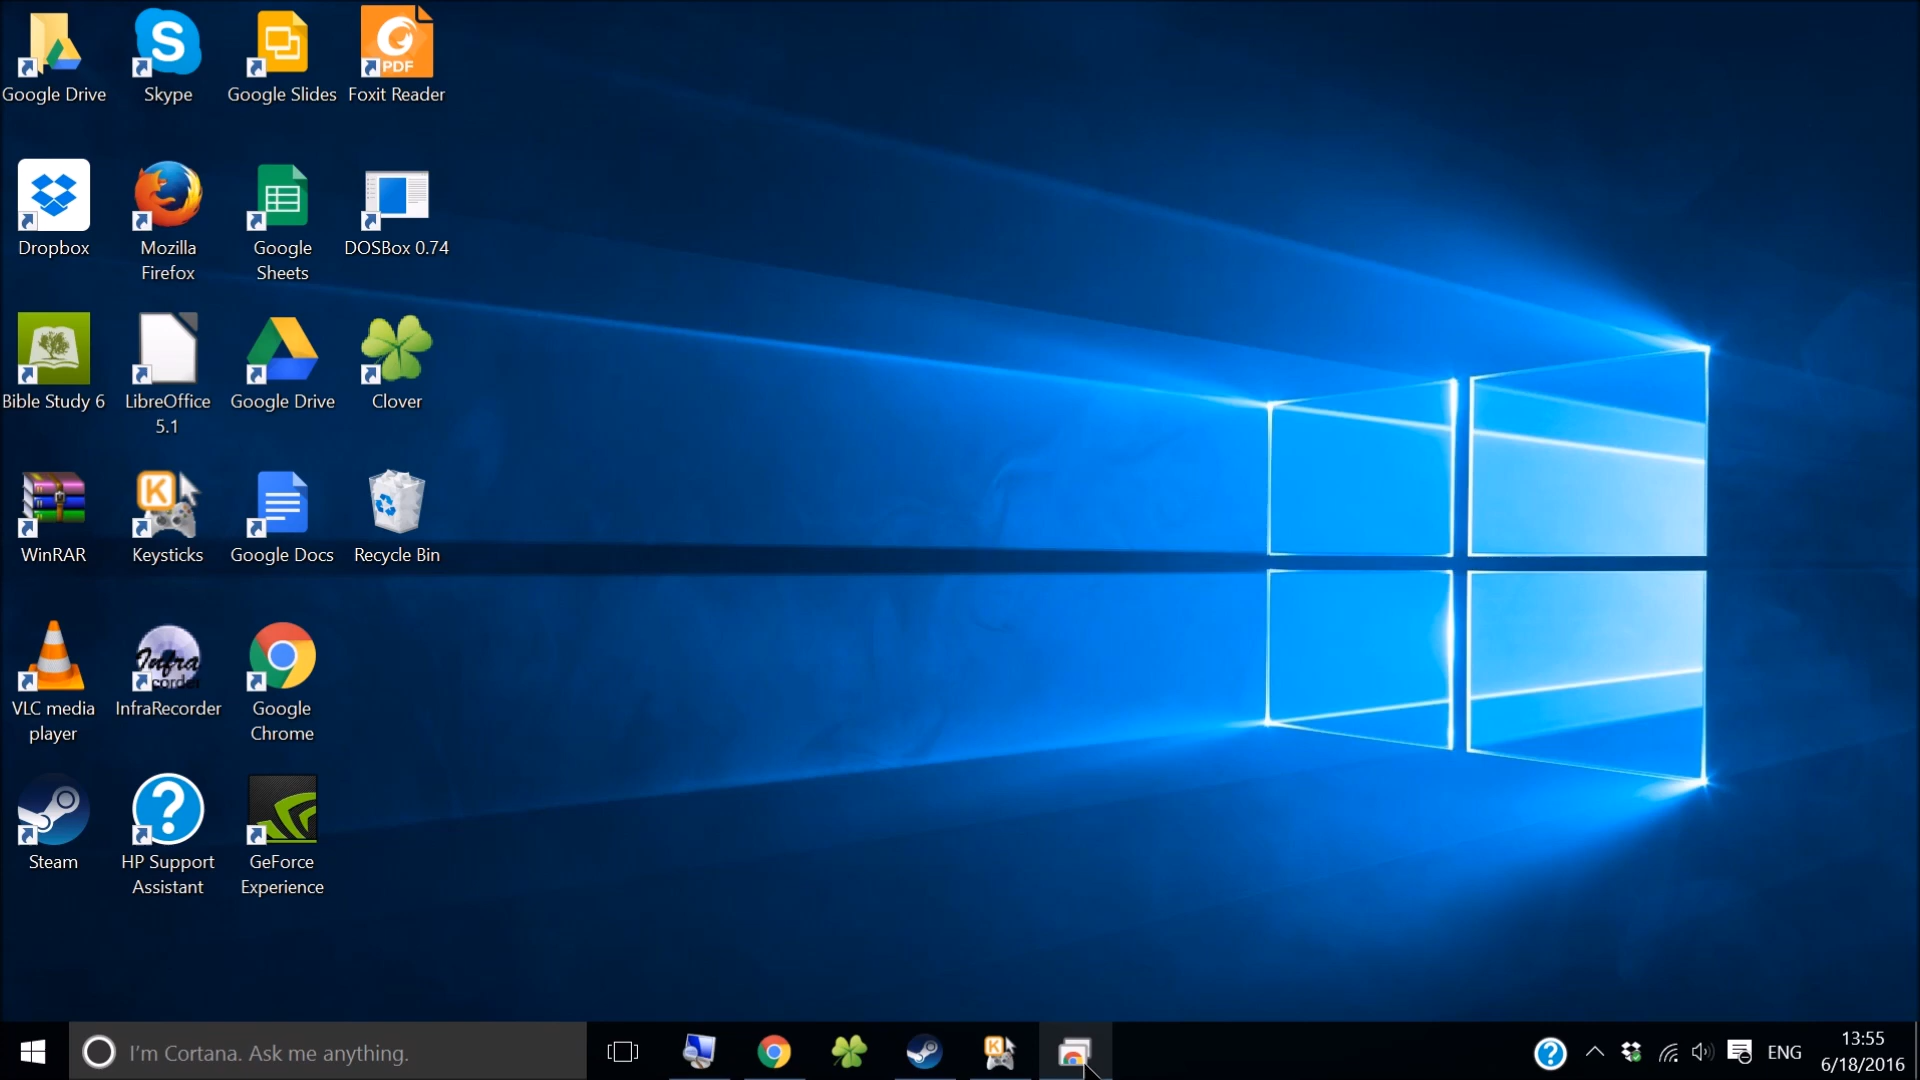 Google Drive
Skype
Google Slides
PDF
Foxit Reader
Dropbox
Mozilla
Firefox
Google
Sheets
DOSBox 0.74
Bible Study 6
LibreOffice
5.1
Google Drive
Clover
WinRAR
K
Keysticks
Google Docs
Recycle Bin
VLC media
player
Infra
Recorder
InfraRecorder
Google
Chrome
Steam
HP Support
Assistant
GeForce
Experience
I'm Cortana. Ask me anything.
ENG
13:55
6/18/2016